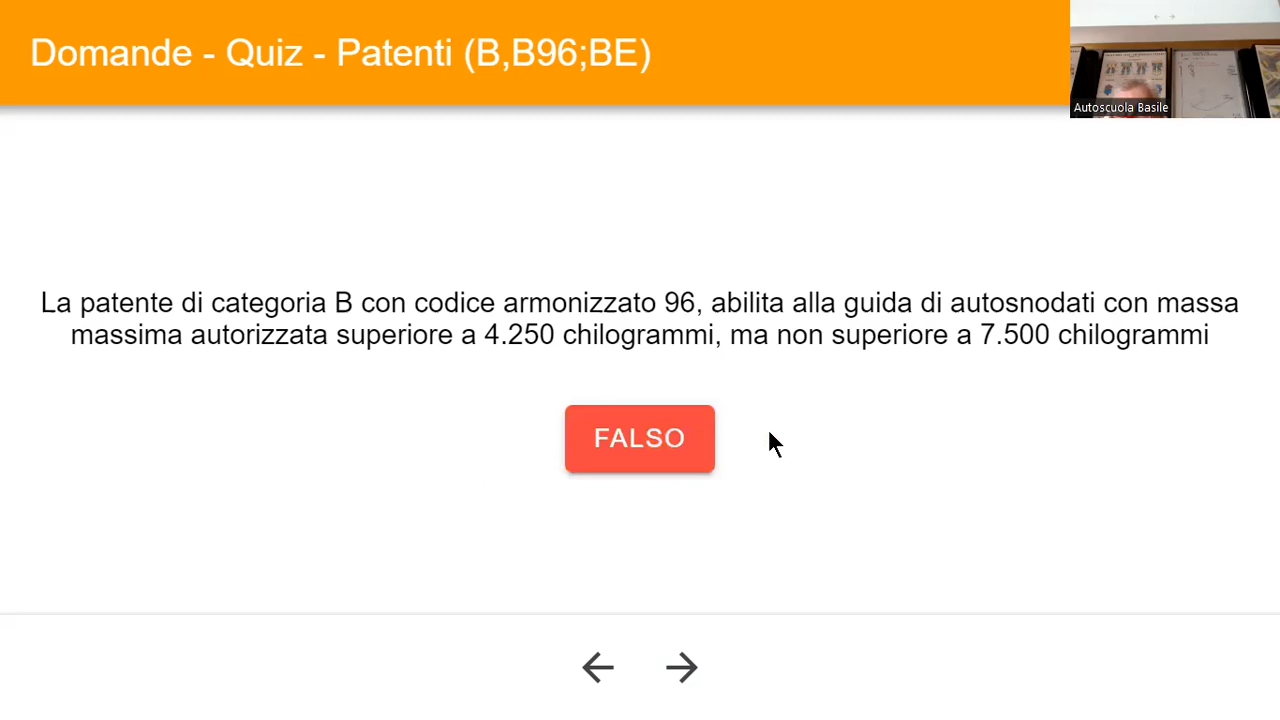 Domande - Quiz - Patenti (B,B96;BE)
Autoscuola Basile
La patente di categoria B con codice armonizzato 96, abilita alla guida di autosnodati con massa
massima autorizzata superiore a 4.250 chilogrammi, ma non superiore a 7.500 chilogrammi
FALSO